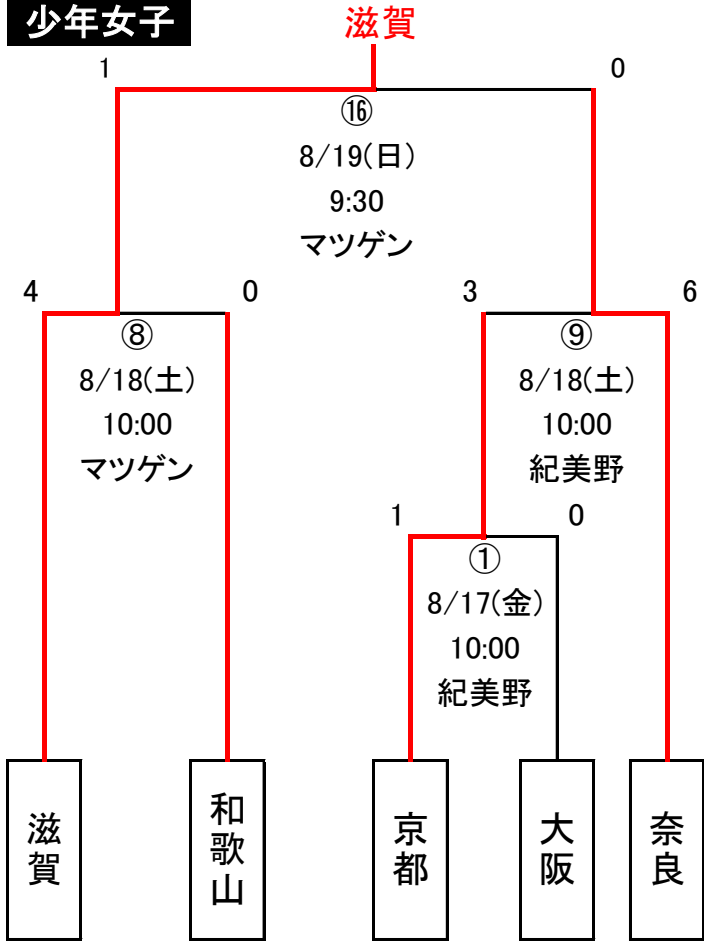 少年女子
滋賀
1
0
⑯
8/19(日)
9:30
マツゲン
4
0
3
6
⑧
8/18(土)
10:00
マツゲン
⑨
8/18(土)
10:00
紀美野
1
0
①
8/17(金)
10:00
紀美野
滋賀
和歌山
京都
大阪
奈良